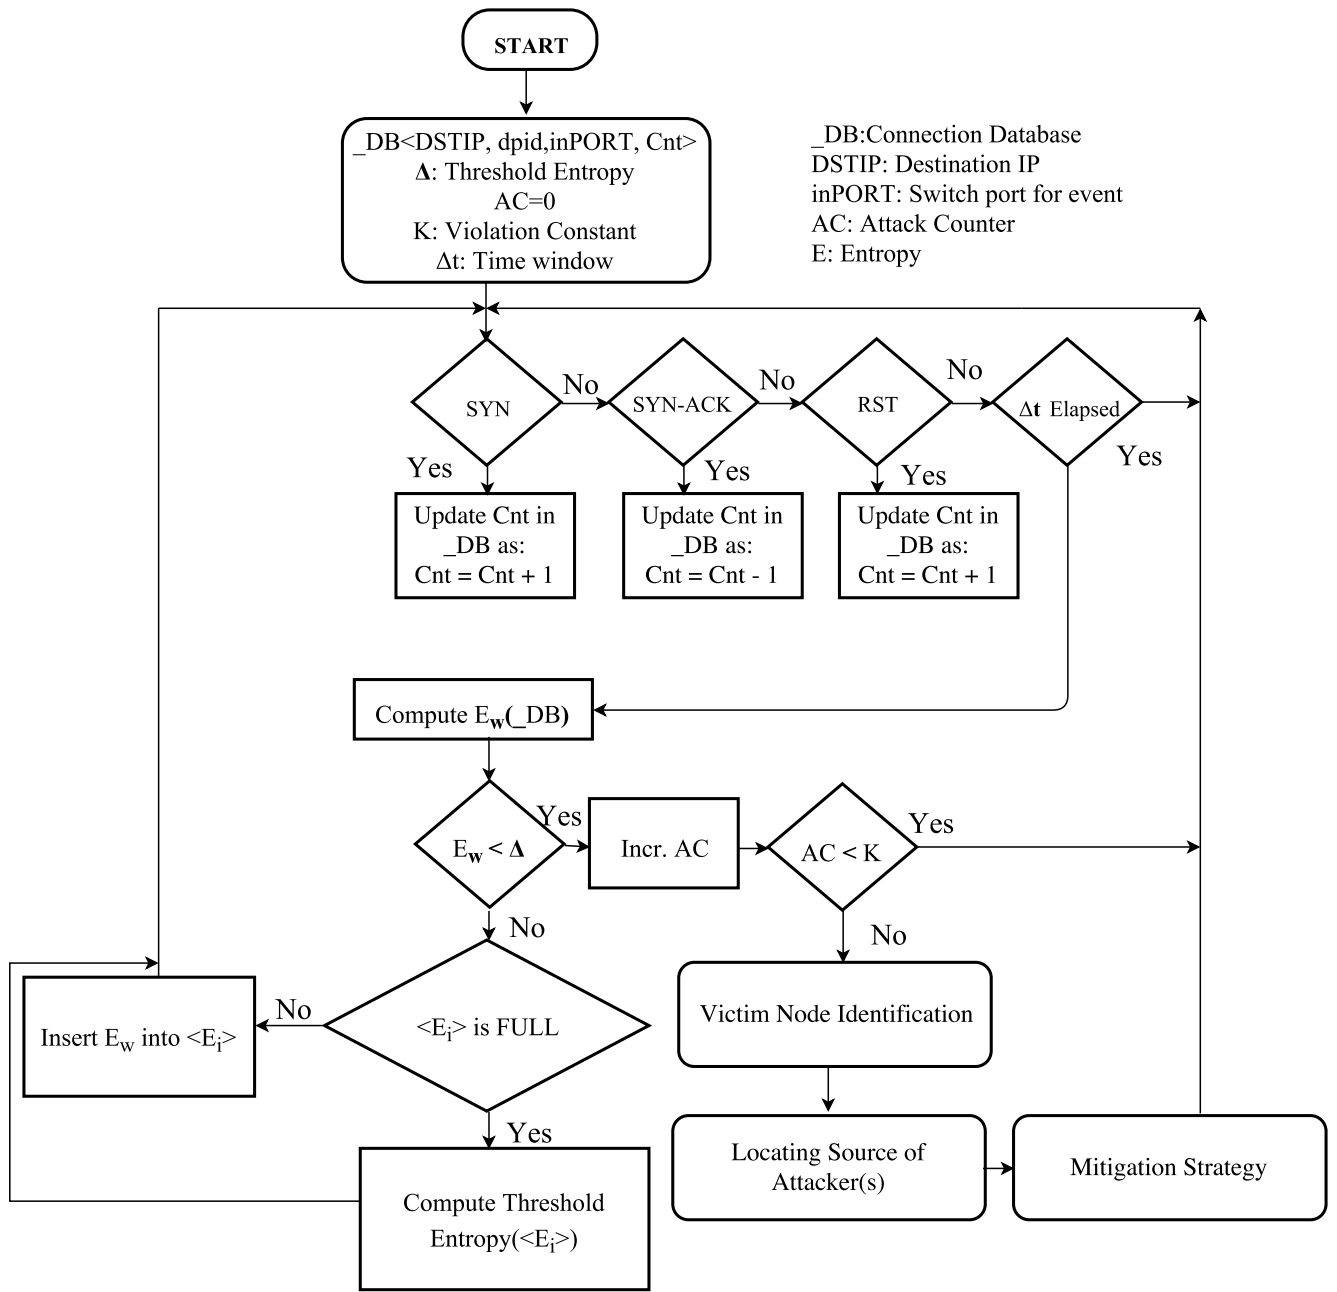 START
_DB<DSTIP, dpid,inPORT, Cnt>
Δ: Threshold Entropy
AC=0
K: Violation Constant
Δt: Time window
_DB:Connection Database
DSTIP: Destination IP
inPORT: Switch port for event
AC: Attack Counter
E: Entropy
SYN
No
SYN-ACK
No
RST
No
Δt Elapsed
Yes
Yes
Yes
Yes
Update Cnt in
_DB as:
Cnt = Cnt + 1
Update Cnt in
_DB as:
Cnt = Cnt - 1
Update Cnt in
_DB as:
Cnt = Cnt + 1
Compute Ew(_DB)
Ew < Δ
Yes
Incr. AC
AC < K
Yes
No
No
<Ei> is FULL
No
Insert Ew into <Ei>
Yes
Compute Threshold
Entropy(<Ei>)
Victim Node Identification
Locating Source of
Attacker(s)
Mitigation Strategy